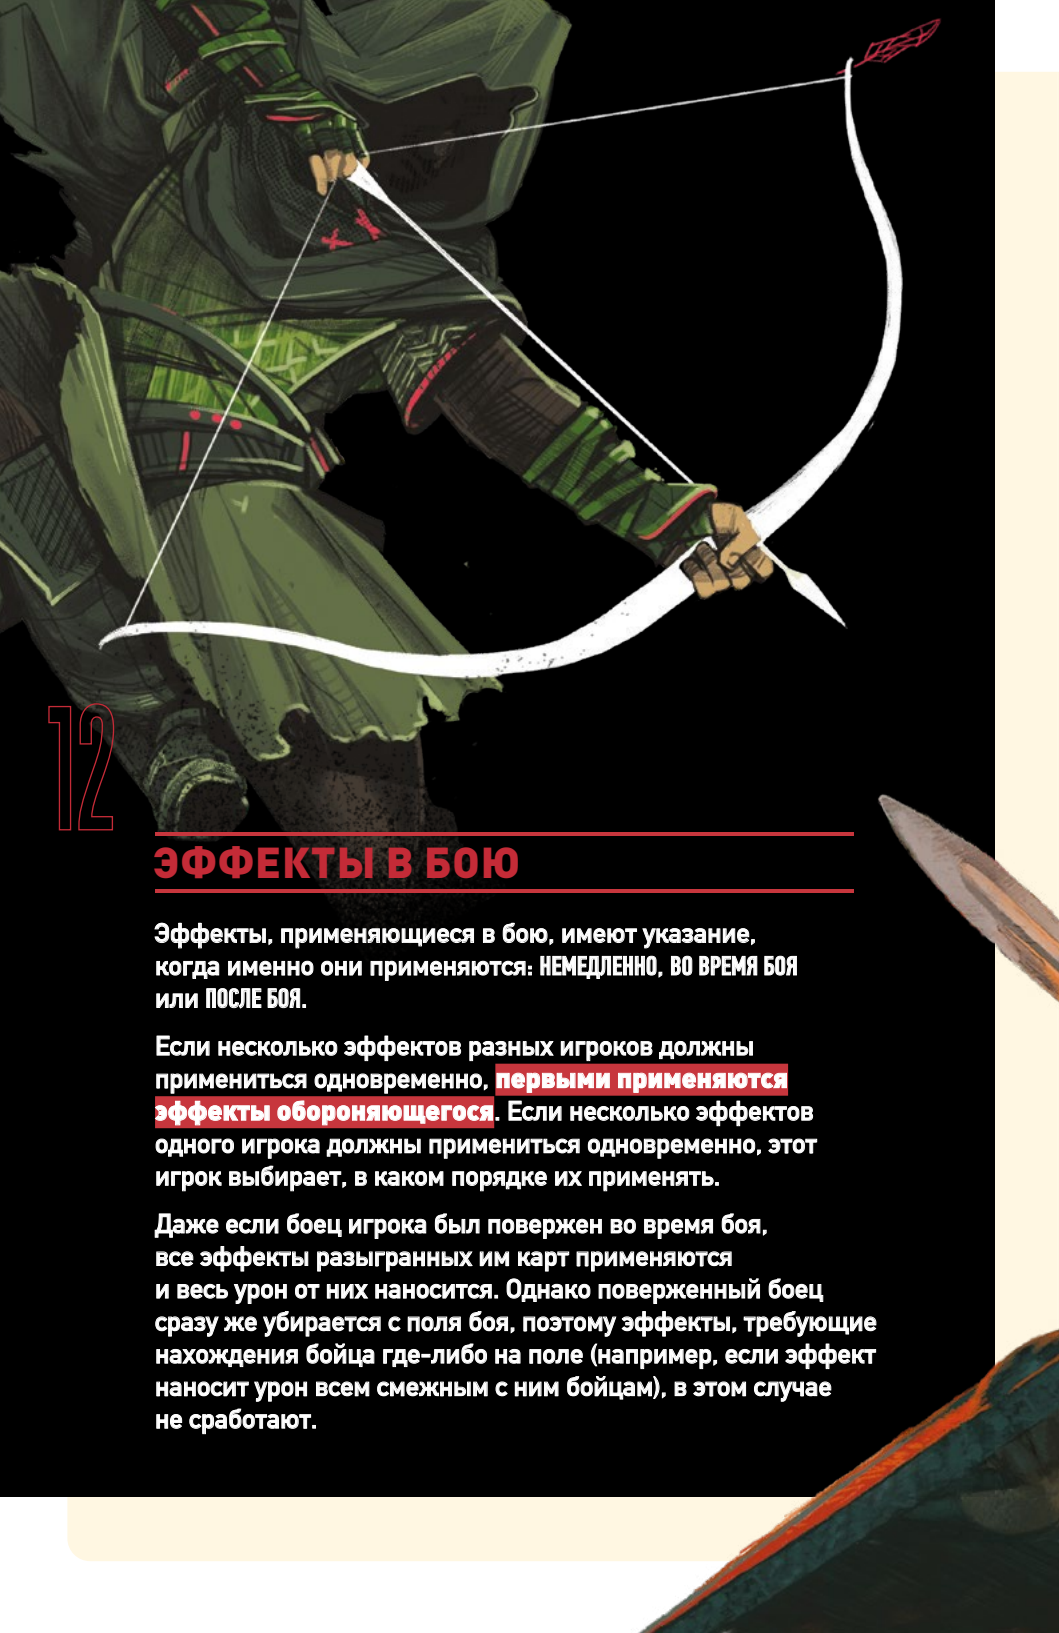 12
ЭФФЕКТЫ В БОЮ
Эффекты, применяющиеся в бою, имеют указание,
когда именно они применяются: НЕМЕДЛЕННО, ВО ВРЕМЯ БОЯ
или ПОСЛЕ БОЯ.
Если несколько эффектов разных игроков должны
примениться одновременно, первыми применяются
эффекты обороняющегося. Если несколько эффектов
одного игрока должны примениться одновременно, этот
игрок выбирает, в каком порядке их применять.
Даже если боец игрока был повержен во время боя,
все эффекты разыгранных им карт применяются
и весь урон от них наносится. Однако поверженный боец
сразу же убирается с поля боя, поэтому эффекты, требующие
нахождения бойца где-либо на поле (например, если эффект
наносит урон всем смежным с ним бойцам), в этом случае
не сработают.